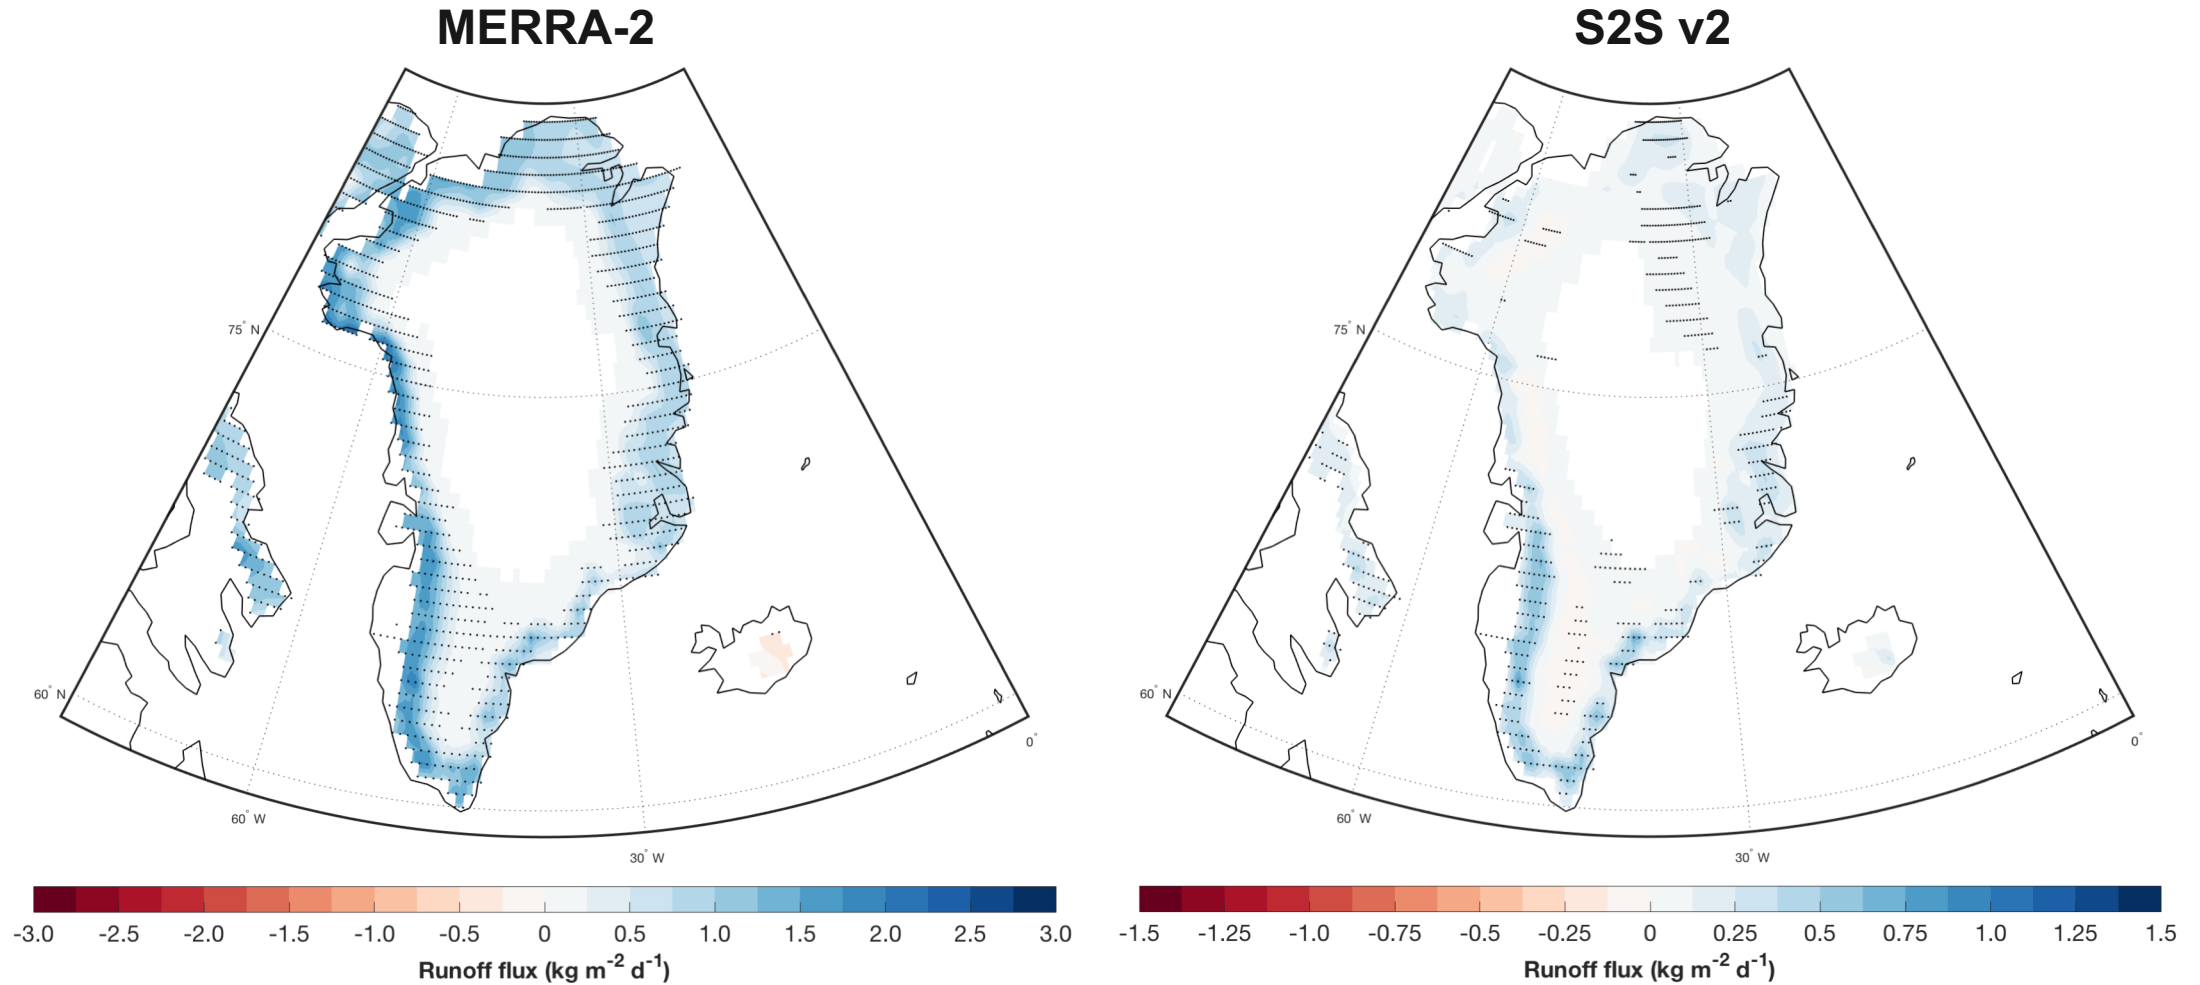 MERRA-2 S2S v2
75° N 75° N
60° N 60° N
0° 0°
60° W 60° W
30° W 30° W
-3.0 -2.5 -2.0 -1.5 -1.0 -0.5 0 0.5 1.0 1.5 2.0 2.5 3.0 -1.5 -1.25 -1.0 -0.75 -0.5 -0.25 0 0.25 0.5 0.75 1.0 1.25 1.5
Runoff flux (kg m⁻² d⁻¹) Runoff flux (kg m⁻² d⁻¹)